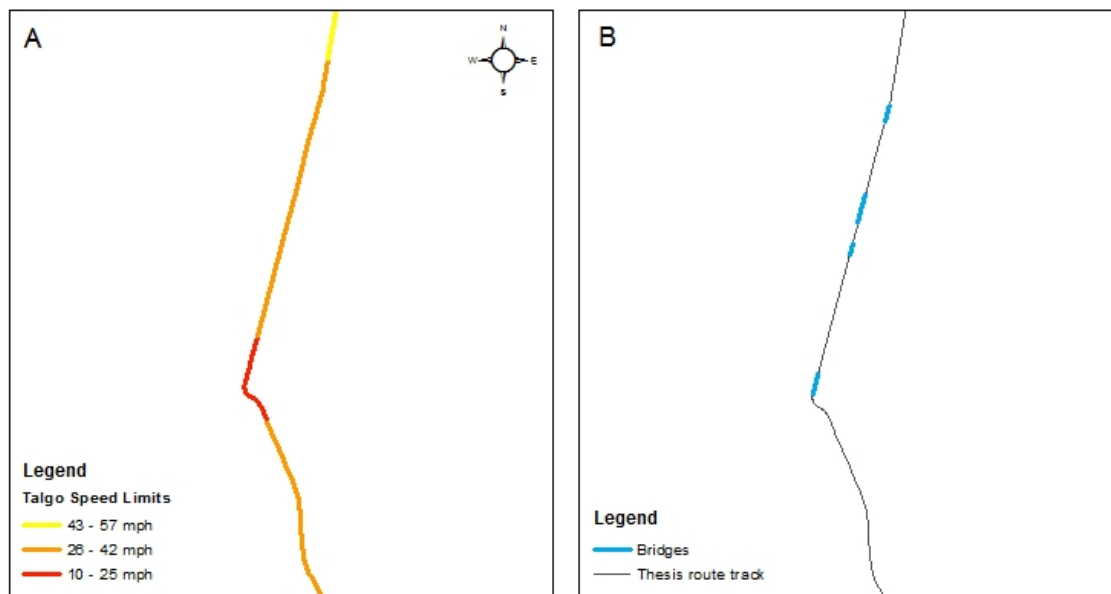 A
N
W E
S
Legend
Talgo Speed Limits
43 - 57 mph
26 - 42 mph
10 - 25 mph
B
Legend
Bridges
Thesis route track